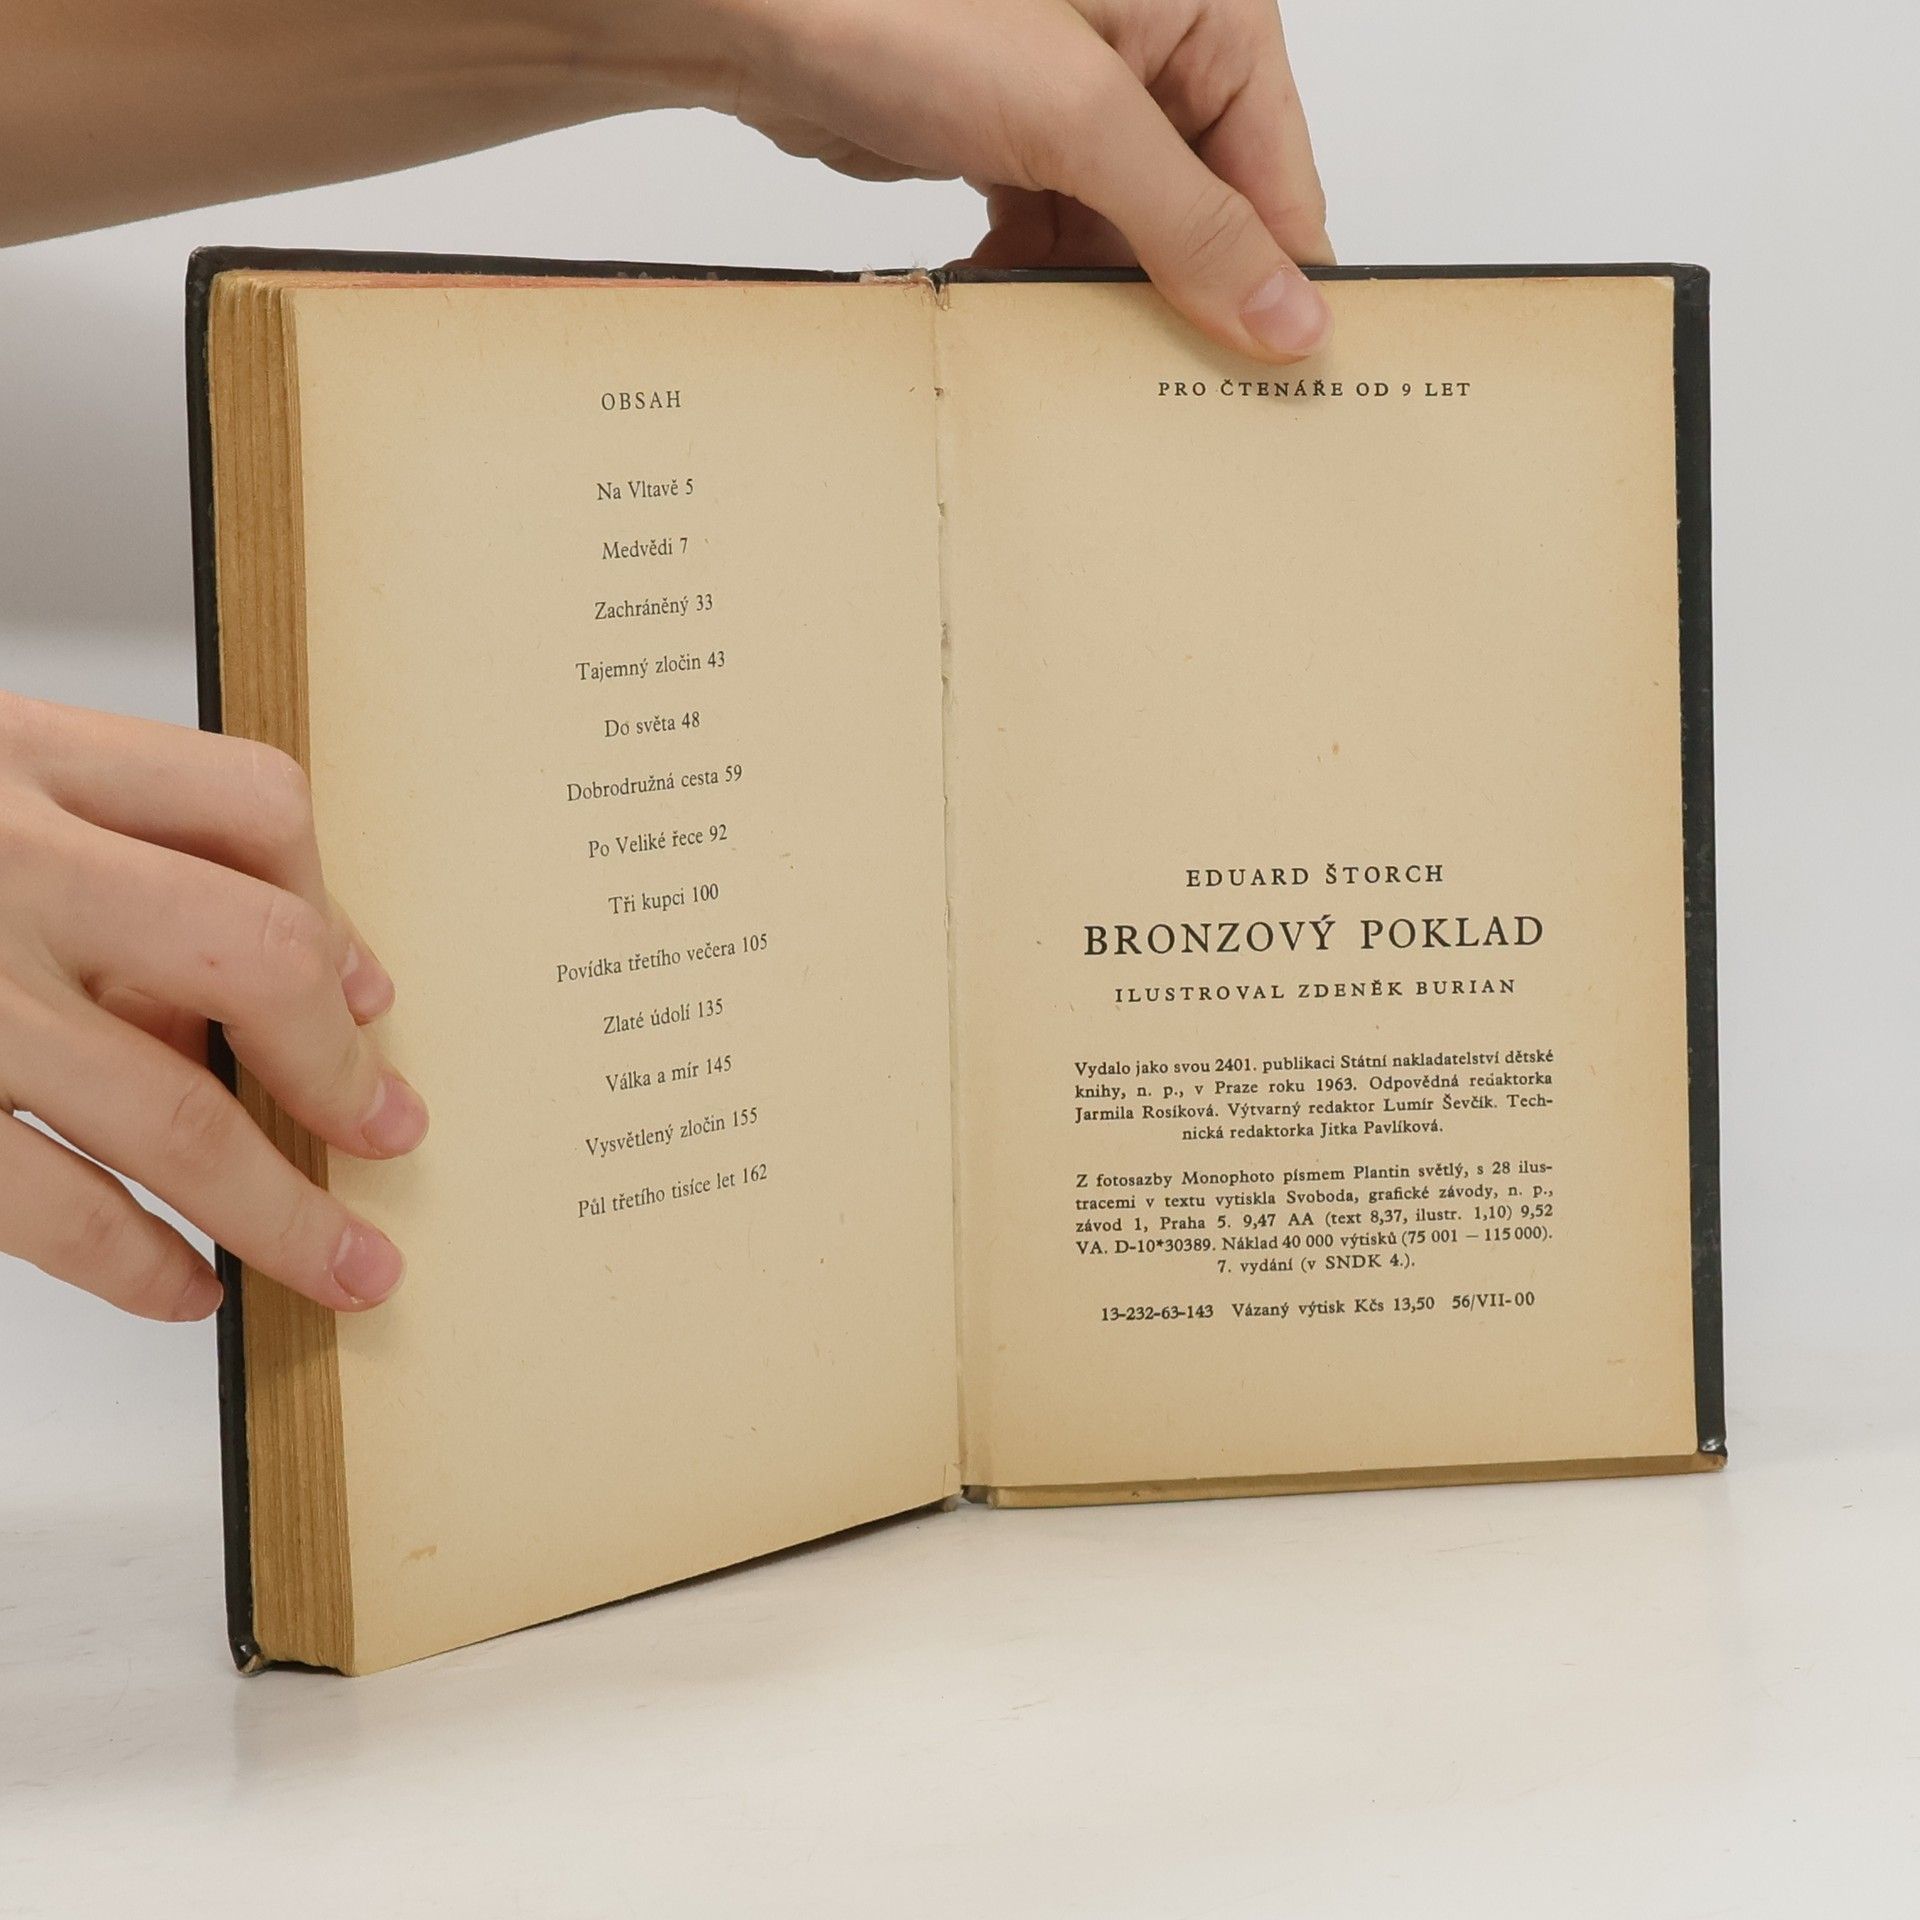 OBSAH
Na Vltavě 5
Medvědi 7
Zachráněný 33
Tajemný zločin 43
Do světa 48
Dobrodružná cesta 59
Po Veliké řece 92
Tři kupci 100
Povídka třetího večera 105
Zlaté údolí 135
Válka a mír 145
Vysvětlený zločin 155
Půl třetího tisíce let 162
PRO ČTENÁŘE OD 9 LET
EDUARD ŠTORCH
BRONZOVÝ POKLAD
ILUSTROVAL ZDENĚK BURIAN
Vydalo jako svou 2401. publikaci Státní nakladatelství dětské
knihy, n. p., v Praze roku 1963. Odpovědná redaktorka
Jarmila Rosíková. Výtvarný redaktor Lumír Ševčík. Tech-
nická redaktorka Jitka Pavlíková.
Z fotosazby Monophoto písmem Plantin světlý, s 28 ilus-
tracemi v textu vytiskla Svoboda, grafické závody, n. p.,
závod 1, Praha 5. 9,47 AA (text 8,37, ilustr. 1,10) 9,52
VA. D-10*30389. Náklad 40 000 výtisků (75 001 — 115 000).
7. vydání (v SNDK 4.).
13-232-63-143 Vázaný výtisk Kčs 13,50 56/VII-00